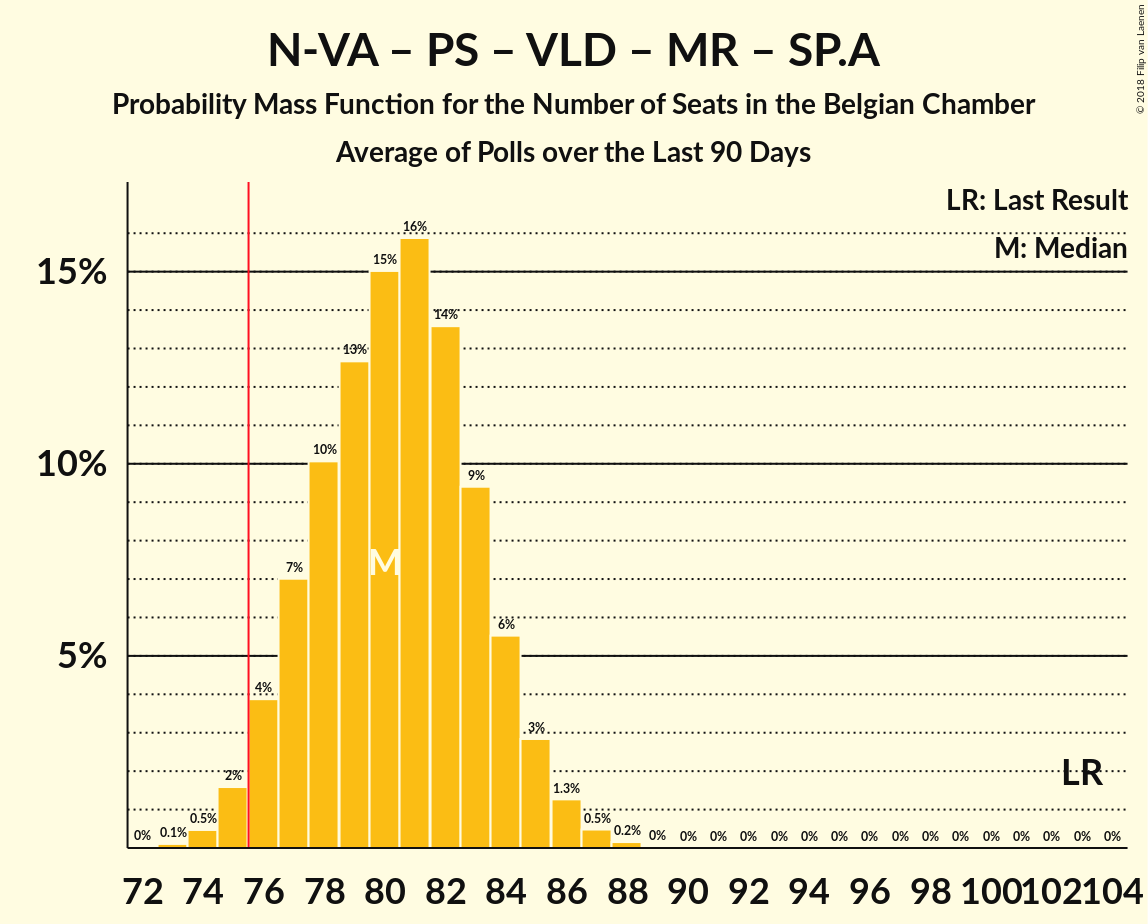 N-VA – PS – VLD – MR – SP.A
Probability Mass Function for the Number of Seats in the Belgian Chamber
Average of Polls over the Last 90 Days
© 2018 Filip van Laenen
LR: Last Result
M: Median
15%
10%
5%
0% 0.1% 0.5% 2% 4% 7% 10% 13% 15% 16% 14% 9% 6% 3% 1.3% 0.5% 0.2% 0% 0% 0% 0% 0% 0% 0% 0% 0% 0% 0% 0% 0% 0% 0% 0%
M
LR
72 74 76 78 80 82 84 86 88 90 92 94 96 98 100 102 104